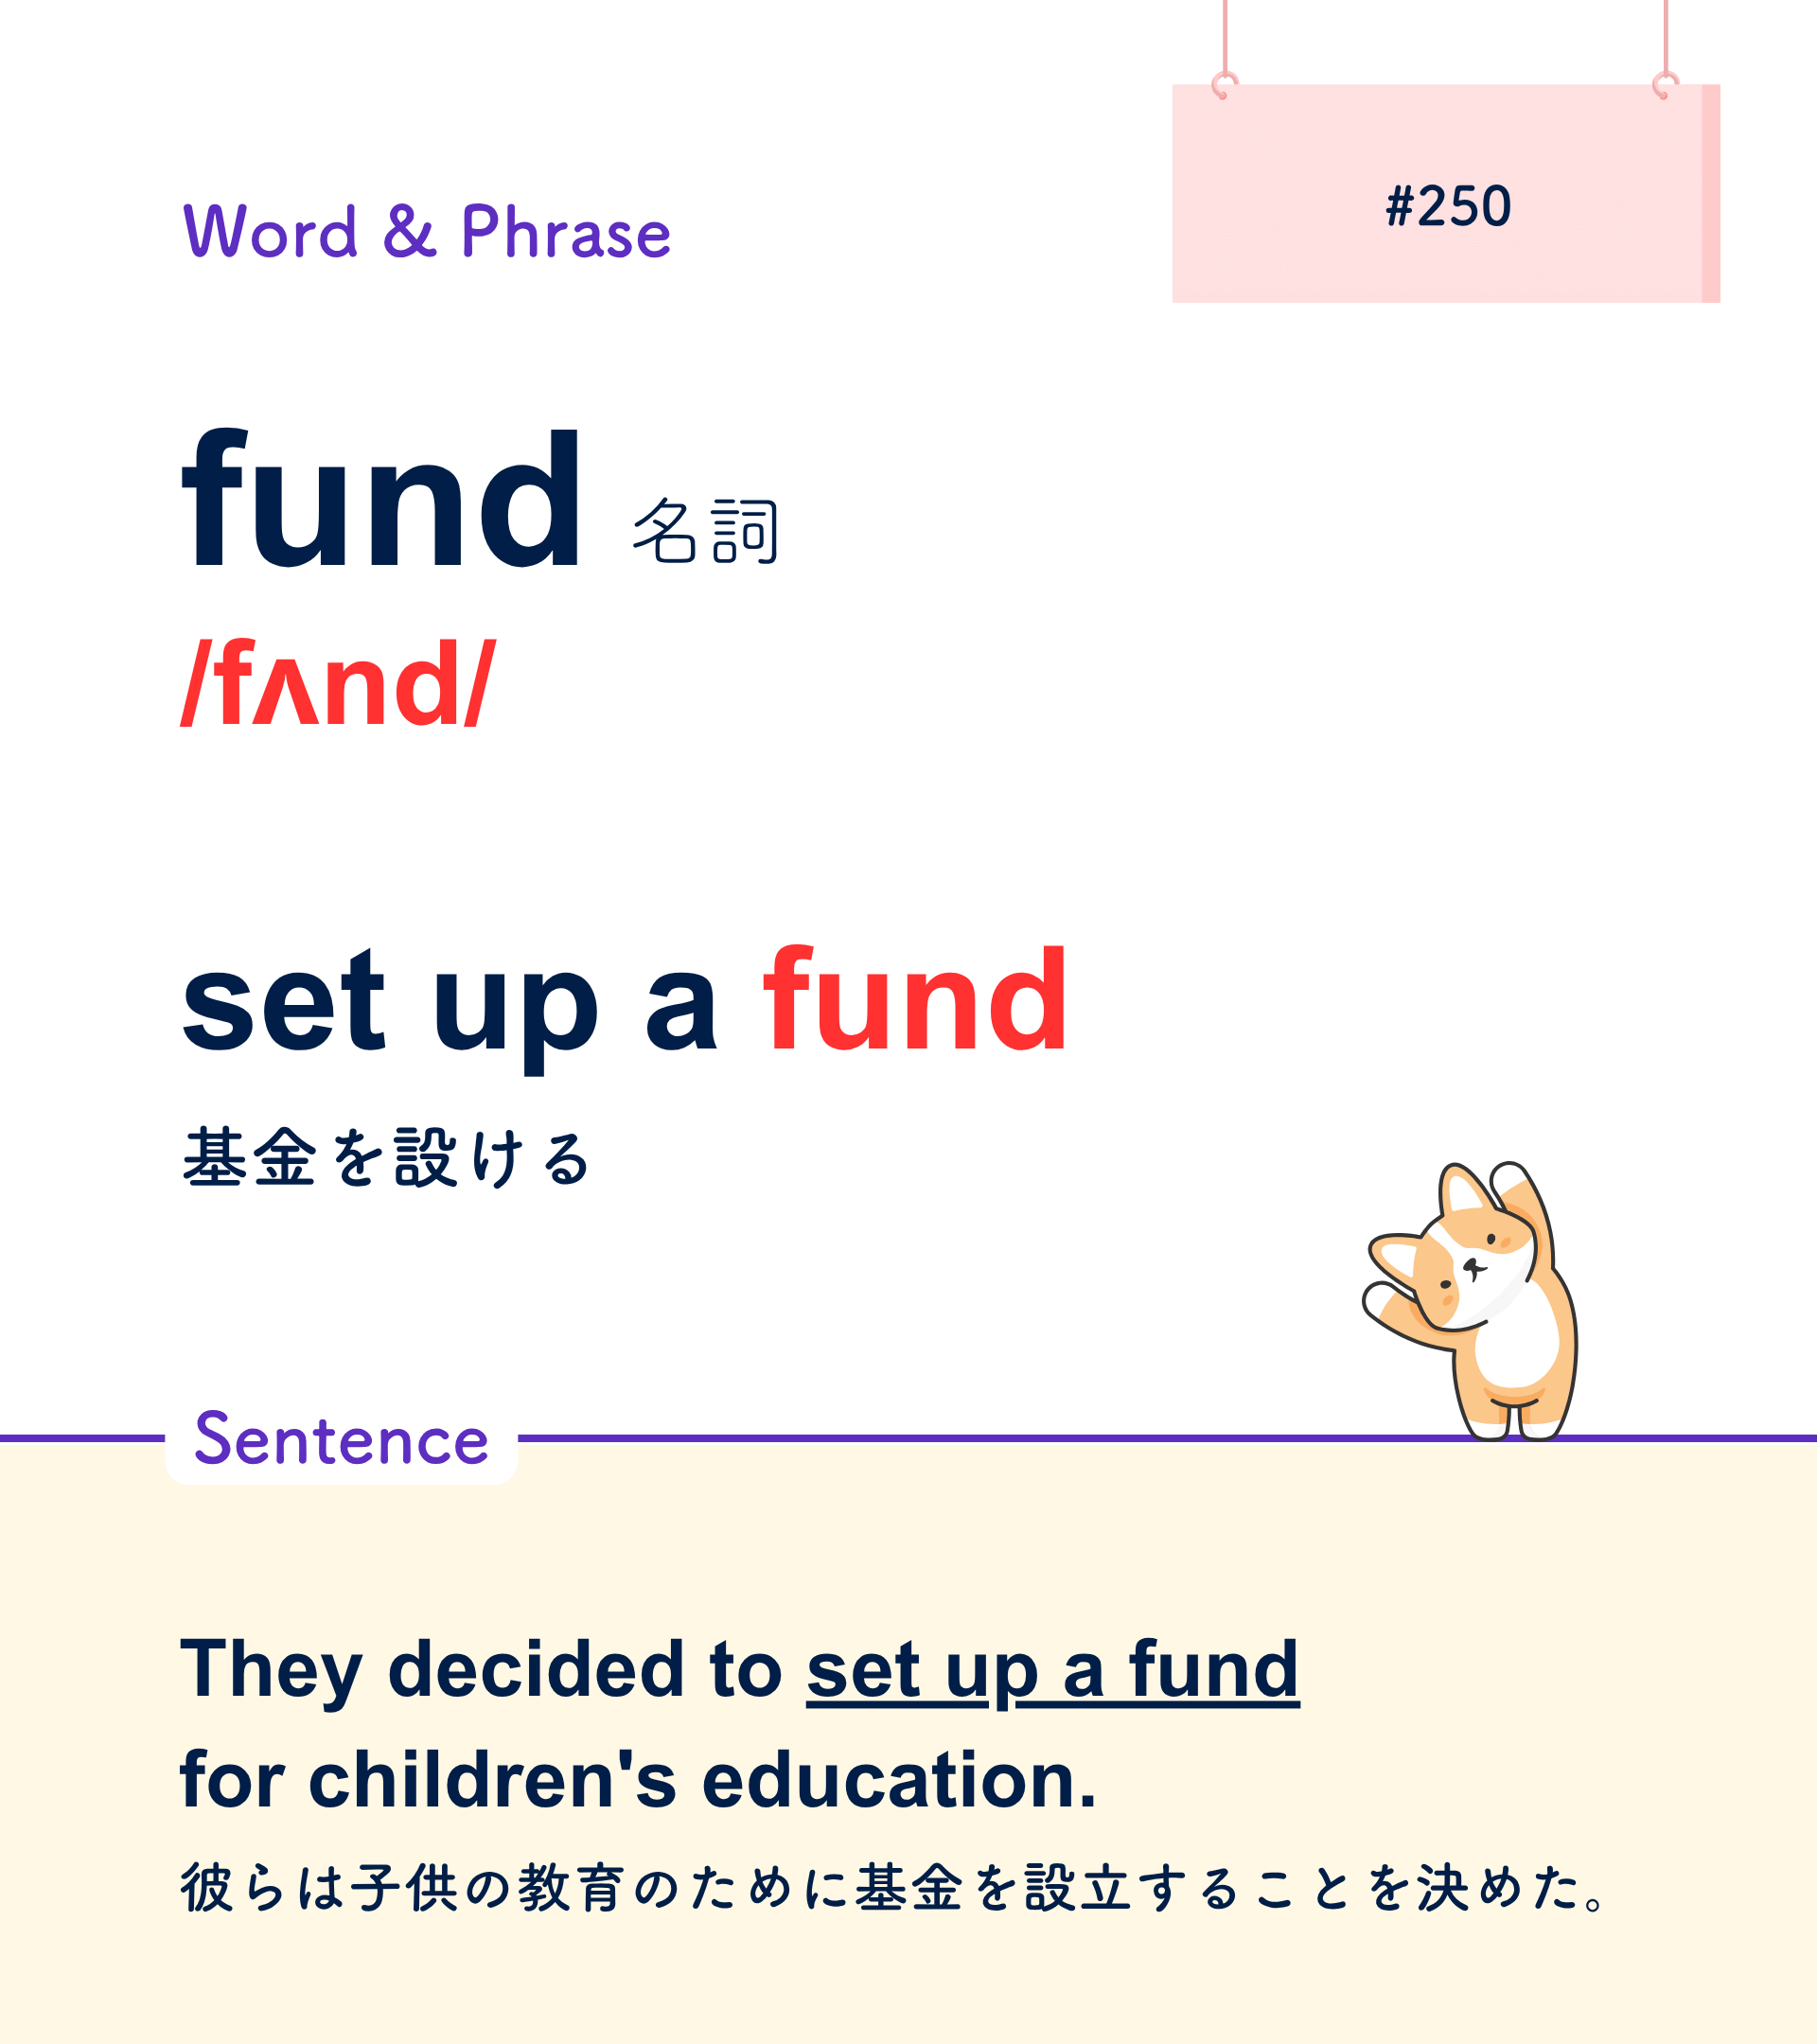 #250
Word & Phrase
fund 名詞
/fʌnd/
set up a fund
基金を設ける
Sentence
They decided to set up a fund
for children's education.
彼らは子供の教育のために基金を設立することを決めた。